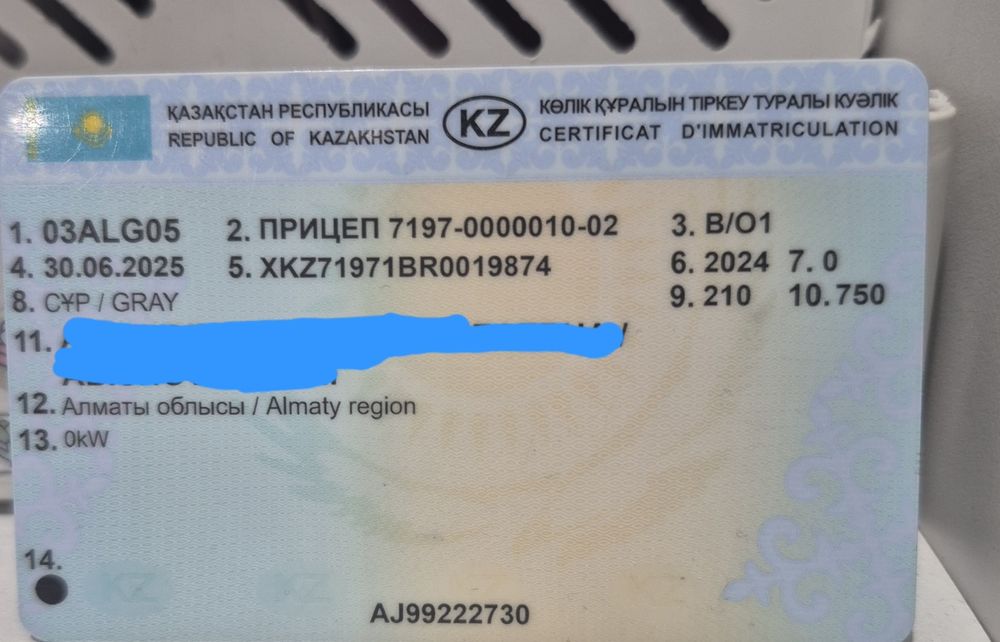 ҚАЗАҚСТАН РЕСПУБЛИКАСЫ
REPUBLIC OF KAZAKHSTAN
KZ
КӨЛІК ҚҰРАЛЫН ТІРКЕУ ТУРАЛЫ КУӘЛІК
CERTIFICAT D'IMMATRICULATION
1. 03ALG05 2. ПРИЦЕП 7197-0000010-02 3. B/O1
4. 30.06.2025 5. XKZ71971BR0019874 6. 2024 7. 0
8. СҰР / GRAY 9. 210 10. 750
11.
12. Алматы облысы / Almaty region
13. 0kW
14.
KZ KZ
AJ99222730